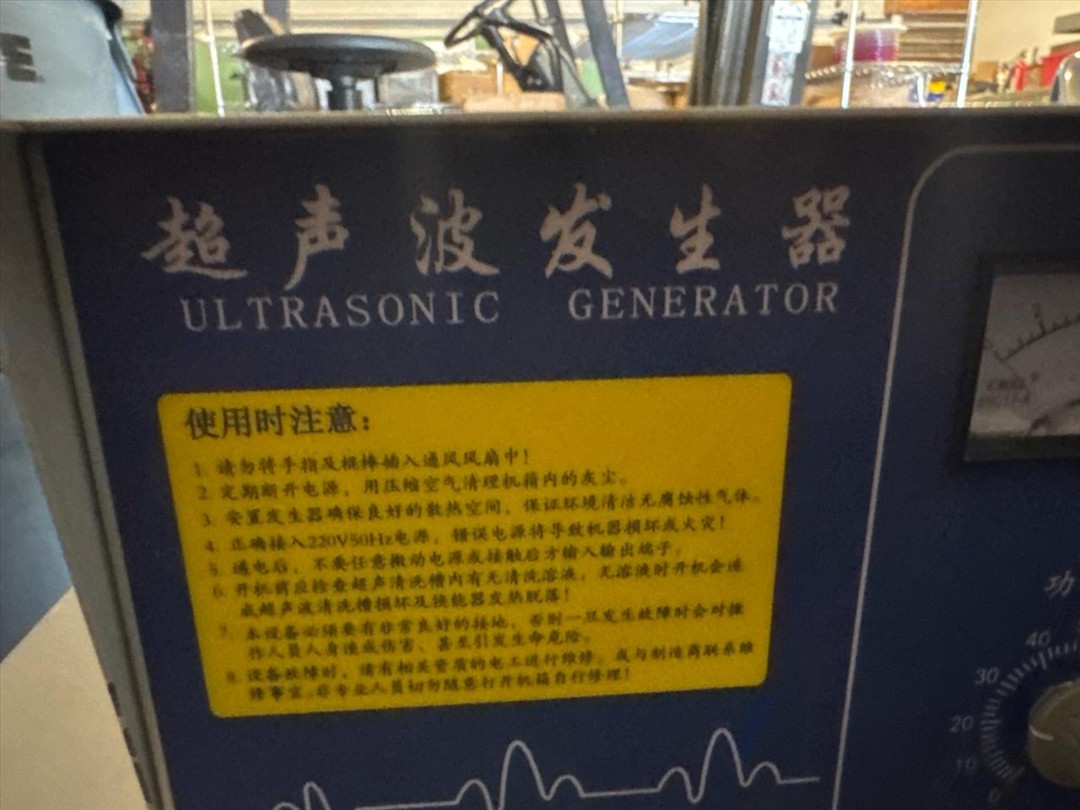 超声波发生器
ULTRASONIC GENERATOR
使用时注意:
1. 请勿将手指及棍棒插入通风风扇中!
2. 定期断开电源，用压缩空气清理机箱内的灰尘。
3. 安置发生器确保良好的散热空间，保证环境清洁无腐蚀性气体。
4. 正确接入220V50Hz电源，错误电源将导致机器损坏或火灾!
5. 通电后，不要任意搬动电源或接触后方输入输出端子。
6. 开机前应检查超声清洗槽内有无清洗溶液，无溶液时开机会造
成超声波清洗槽损坏及换能器发热脱落!
7. 本设备必须要有非常良好的接地，否则一旦发生故障时会对操
作人员人身造成伤害，甚至引发生命危险。
8. 设备故障时，请有相关资质的电工进行维修，或与制造商联系维
修事宜。非专业人员切勿随意打开机箱自行修理!
功
40
30
20
10
0